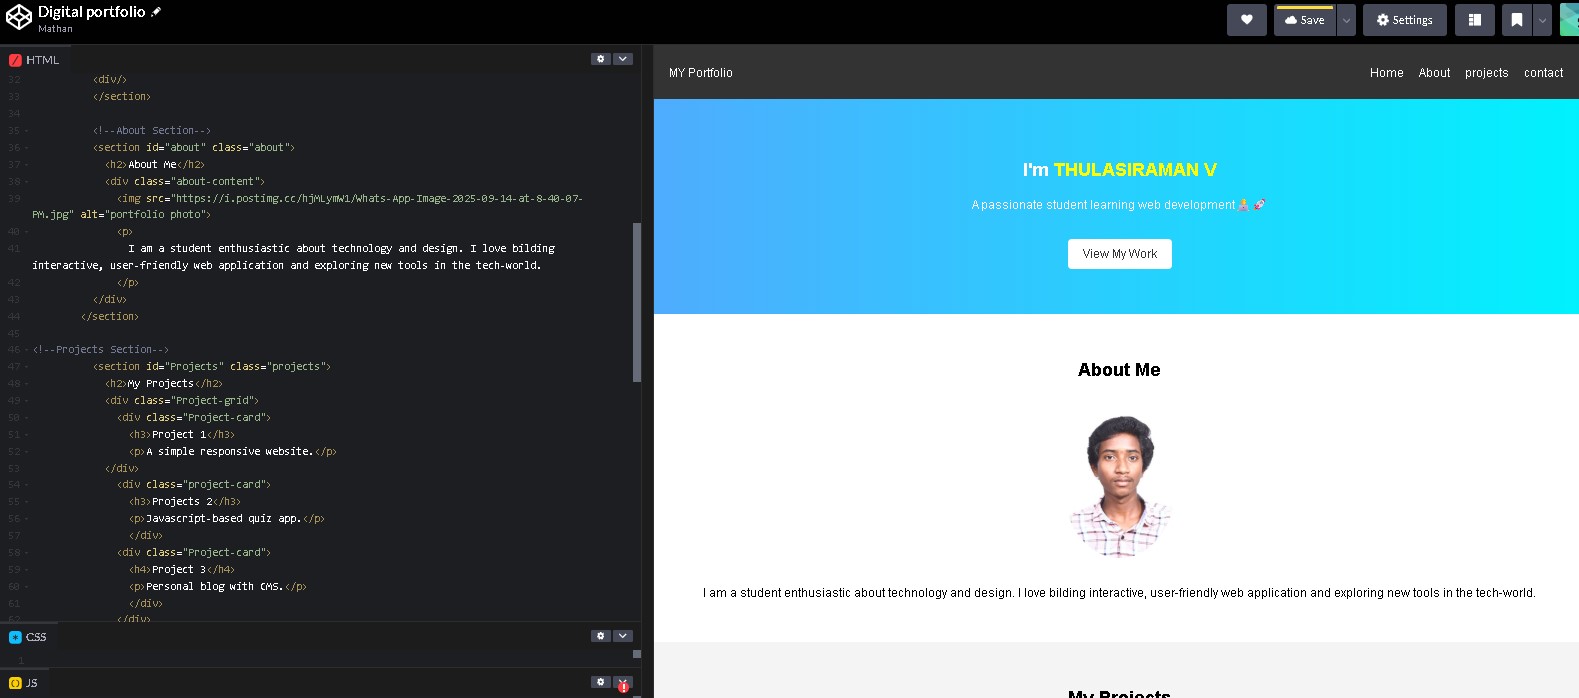 Digital portfolio
Mathan
Save
Settings
HTML
32 <div/>
33 </section>
34
35 <!--About Section-->
36 <section id="about" class="about">
37 <h2>About Me</h2>
38 <div class="about-content">
39 <img src="https://i.postimg.cc/hjMLymW1/Whats-App-Image-2025-09-14-at-8-40-07-
PM.jpg" alt="portfolio photo">
40 <p>
41 I am a student enthusiastic about technology and design. I love bilding
interactive, user-friendly web application and exploring new tools in the tech-world.
42 </p>
43 </div>
44 </section>
45
46 <!--Projects Section-->
47 <section id="Projects" class="projects">
48 <h2>My Projects</h2>
49 <div class="Project-grid">
50 <div class="Project-card">
51 <h3>Project 1</h3>
52 <p>A simple responsive website.</p>
53 </div>
54 <div class="project-card">
55 <h3>Projects 2</h3>
56 <p>Javascript-based quiz app.</p>
57 </div>
58 <div class="Project-card">
59 <h4>Project 3</h4>
60 <p>Personal blog with CMS.</p>
61 </div>
62 </div>
CSS
1
JS
MY Portfolio
Home About projects contact
I'm THULASIRAMAN V
A passionate student learning web development
View My Work
About Me
I am a student enthusiastic about technology and design. I love bilding interactive, user-friendly web application and exploring new tools in the tech-world.
My Projects